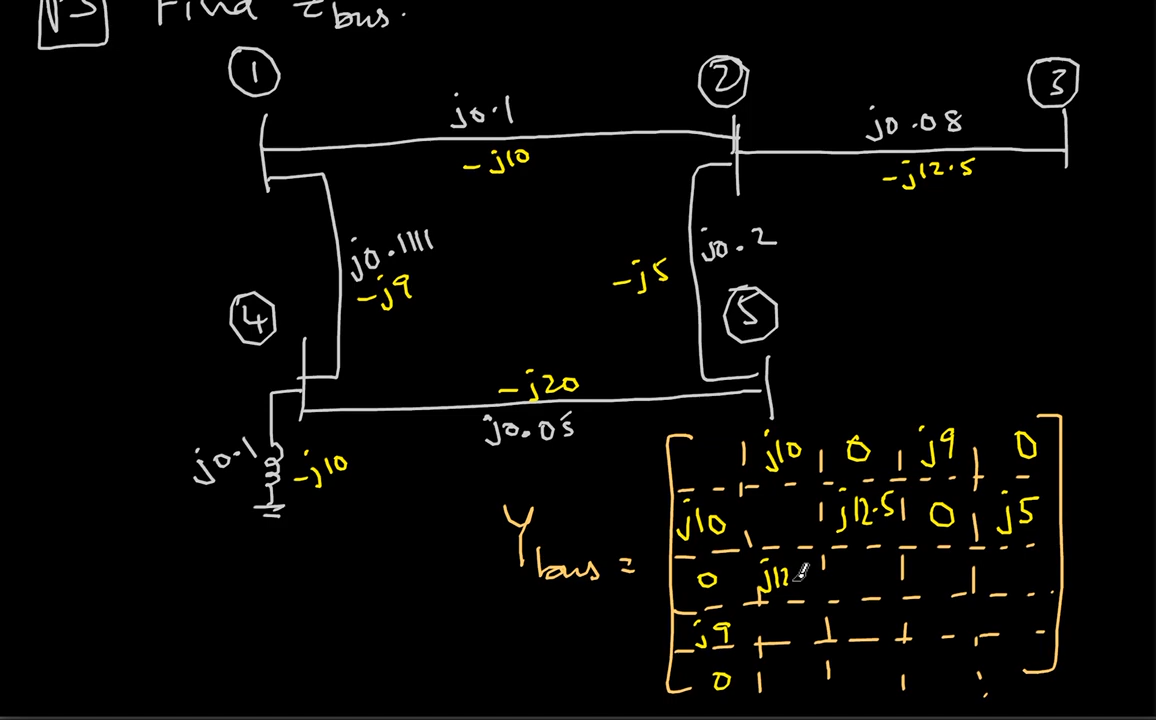 Find Zbus.
1 2 3
j0.1
-j10
j0.08
-j12.5
j0.1111
-j9
j0.2
-j5
4 5
-j20
j0.05
j0.1
-j10
Ybus =
j10 0 j9 0
j10 j12.5 0 j5
0 j12
j9
0